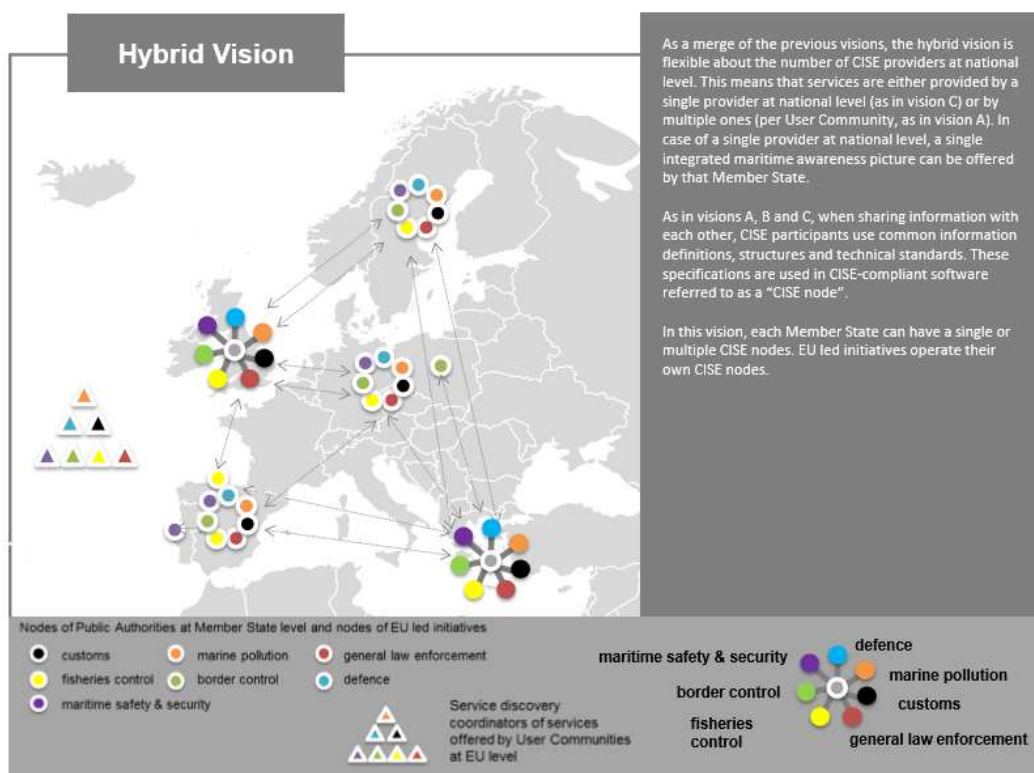 Hybrid Vision
As a merge of the previous visions, the hybrid vision is
flexible about the number of CISE providers at national
level. This means that services are either provided by a
single provider at national level (as in vision C) or by
multiple ones (per User Community, as in vision A). In
case of a single provider at national level, a single
integrated maritime awareness picture can be offered
by that Member State.
As in visions A, B and C, when sharing information with
each other, CISE participants use common information
definitions, structures and technical standards. These
specifications are used in CISE-compliant software
referred to as a “CISE node”.
In this vision, each Member State can have a single or
multiple CISE nodes. EU led initiatives operate their
own CISE nodes.
Nodes of Public Authorities at Member State level and nodes of EU led initiatives
customs
marine pollution
general law enforcement
fisheries control
border control
defence
maritime safety & security
Service discovery
coordinators of services
offered by User Communities
at EU level
defence
maritime safety & security
marine pollution
border control
customs
fisheries
control
general law enforcement